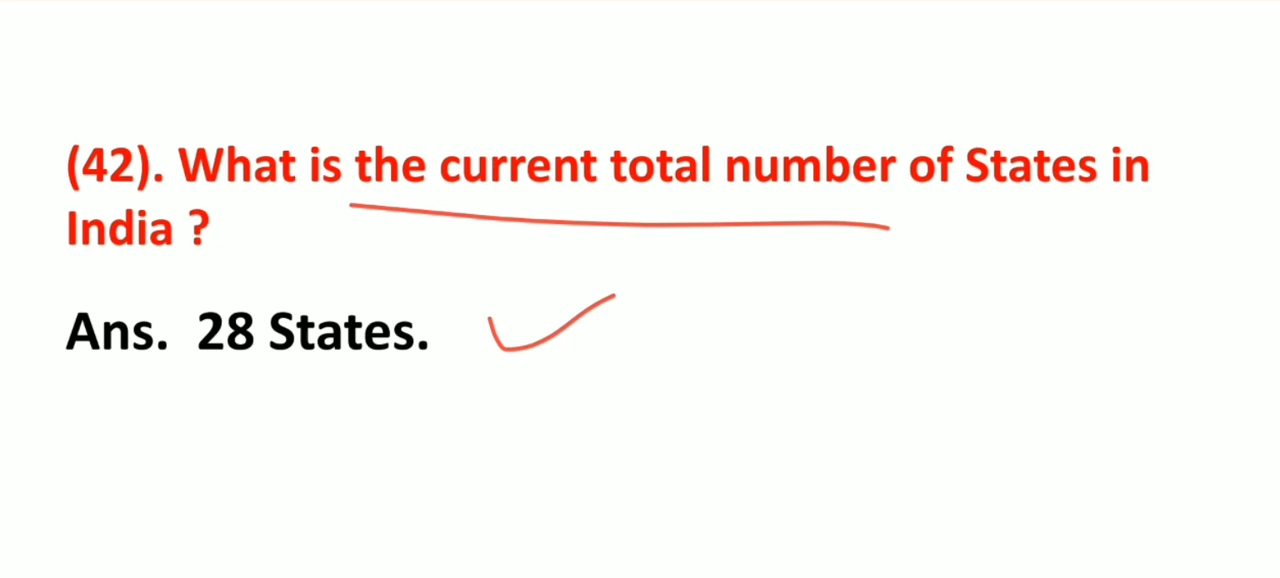 (42). What is the current total number of States in
India ?
Ans. 28 States.